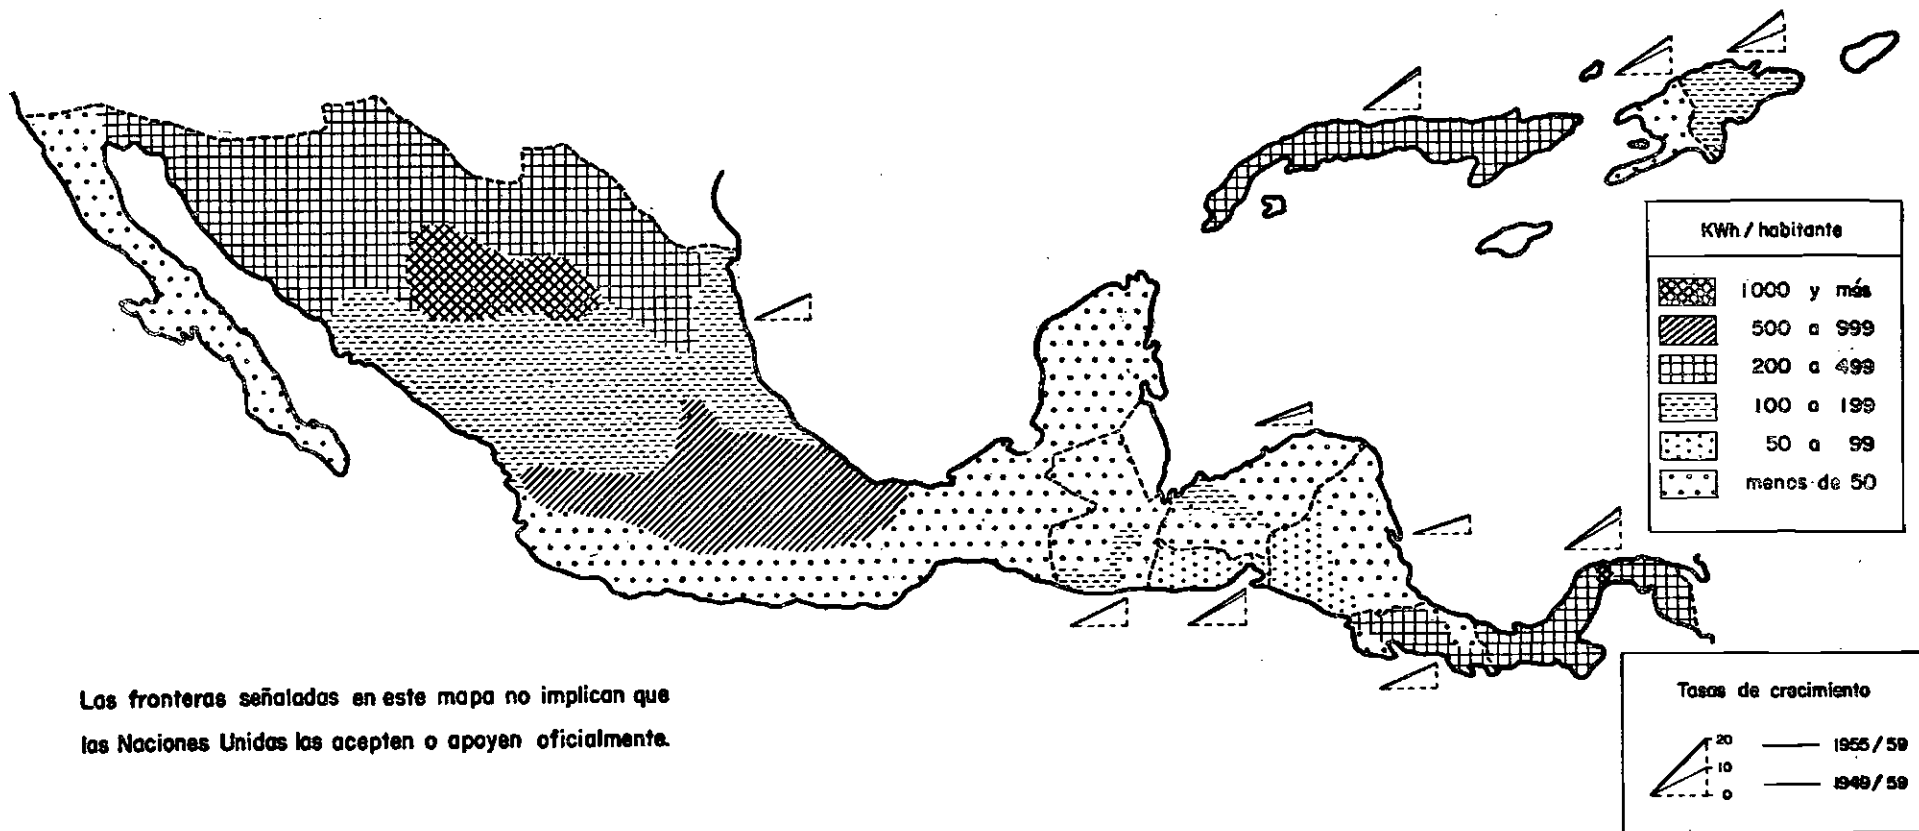 KWh / habitante
1000 y más
500 a 999
200 a 499
100 a 199
50 a 99
menos de 50
Las fronteras señaladas en este mapa no implican que
las Naciones Unidas las acepten o apoyen oficialmente.
Tasas de crecimiento
20
10
0
1955/59
1949/59